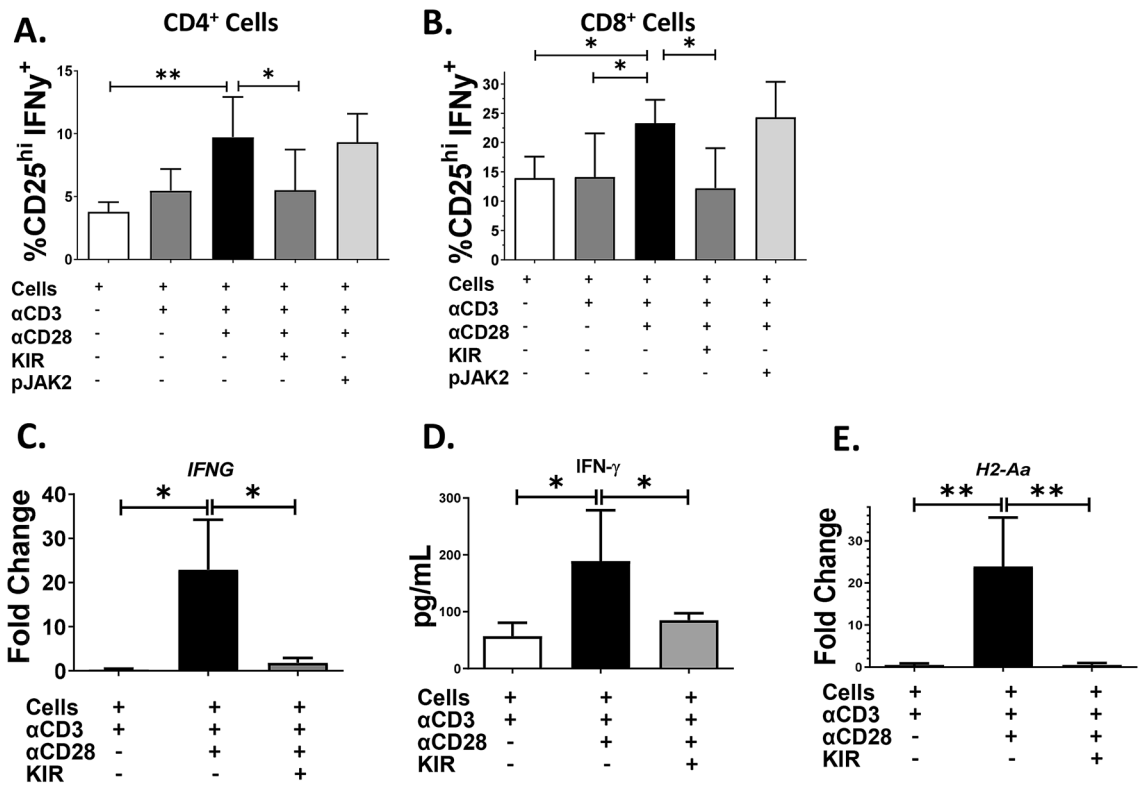 A.
CD4⁺ Cells
%CD25ʰⁱ IFNy⁺
15
10
5
0
**
*
Cells + + + + +
αCD3 - + + + +
αCD28 - - + + +
KIR - - - + -
pJAK2 - - - - +
B.
CD8⁺ Cells
%CD25ʰⁱ IFNy⁺
30
25
20
15
10
5
0
*
*
*
Cells + + + + +
αCD3 - + + + +
αCD28 - - + + +
KIR - - - + -
pJAK2 - - - - +
C.
IFNG
Fold Change
40
30
20
10
0
*
*
Cells + + +
αCD3 + + +
αCD28 - + +
KIR - - +
D.
IFN-γ
pg/mL
300
200
100
0
*
*
Cells + + +
αCD3 + + +
αCD28 - + +
KIR - - +
E.
H2-Aa
Fold Change
30
20
10
0
**
**
Cells + + +
αCD3 + + +
αCD28 - + +
KIR - - +